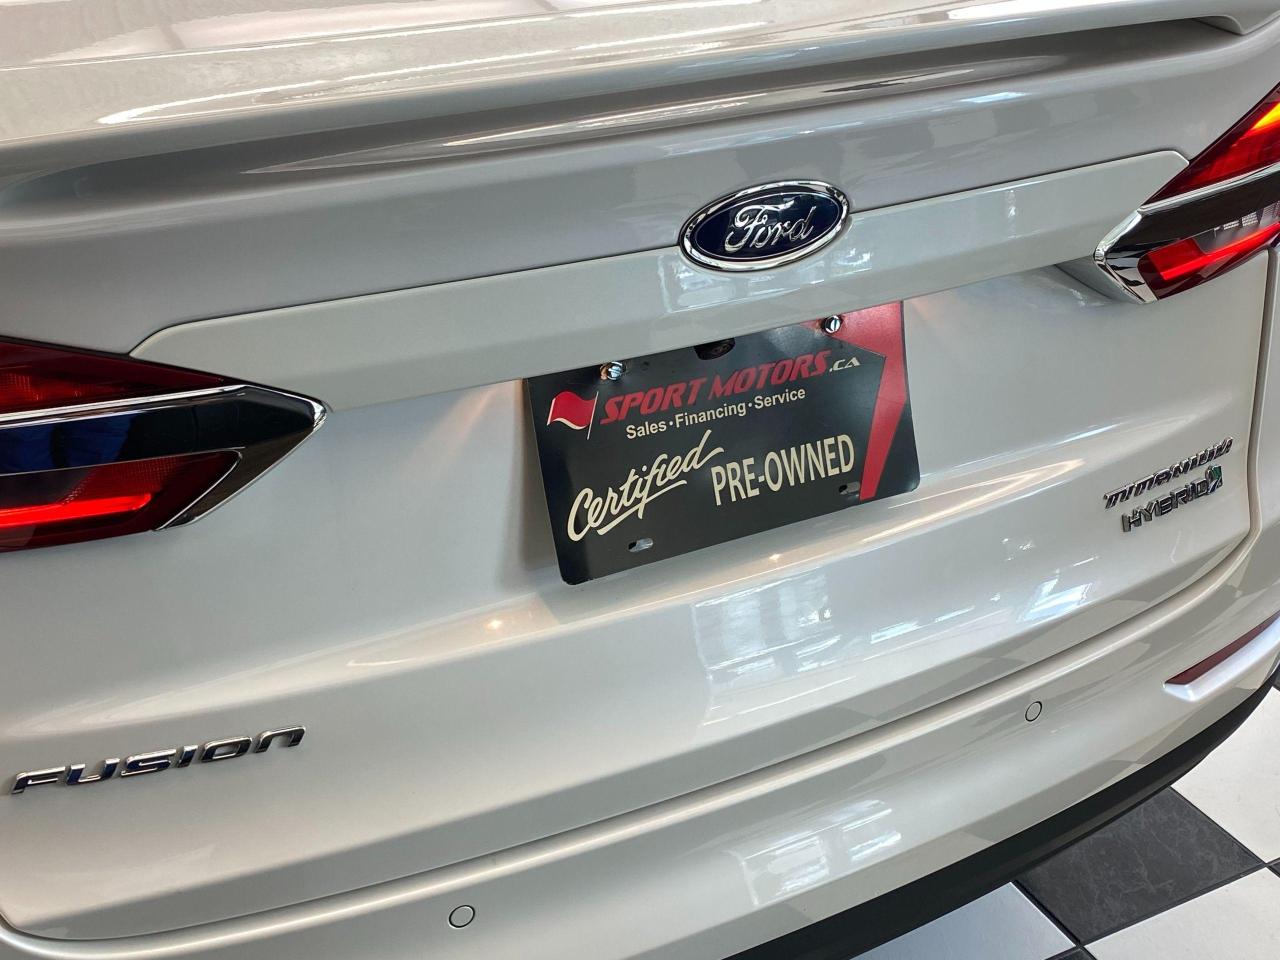 Ford
SPORT MOTORS.CA
Sales • Financing • Service
Certified PRE-OWNED
TITANIUM
HYBRID
FUSION